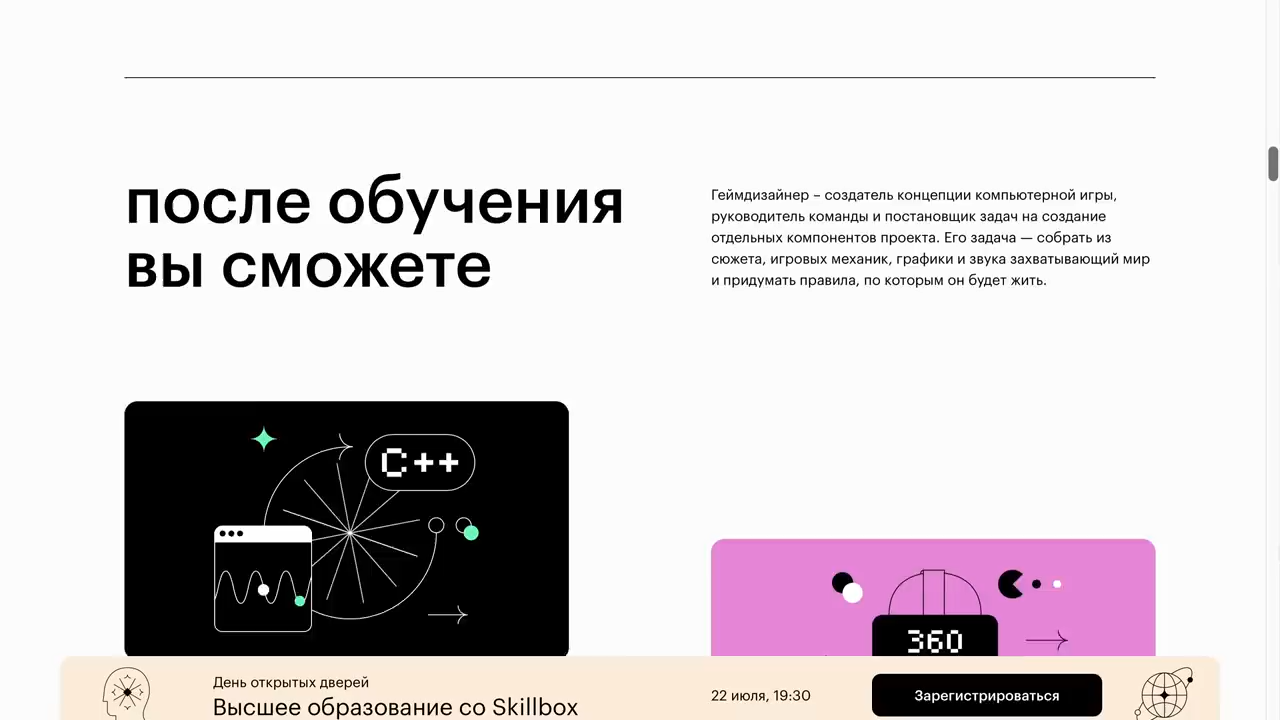 после обучения
вы сможете
Геймдизайнер – создатель концепции компьютерной игры,
руководитель команды и постановщик задач на создание
отдельных компонентов проекта. Его задача — собрать из
сюжета, игровых механик, графики и звука захватывающий мир
и придумать правила, по которым он будет жить.
C++
360
День открытых дверей
Высшее образование со Skillbox
22 июля, 19:30
Зарегистрироваться